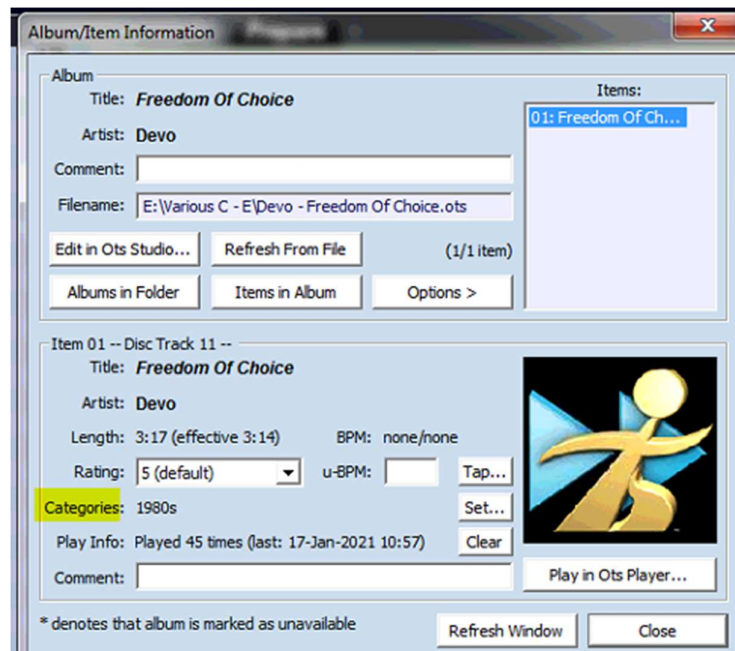 Album/Item Information
Album
Title: Freedom Of Choice
Artist: Devo
Comment:
Filename: E:\Various C - E\Devo - Freedom Of Choice.ots
Edit in Ots Studio... Refresh From File (1/1 item)
Albums in Folder Items in Album Options >
Items:
01: Freedom Of Ch...
Item 01 -- Disc Track 11 --
Title: Freedom Of Choice
Artist: Devo
Length: 3:17 (effective 3:14) BPM: none/none
Rating: 5 (default) u-BPM: Tap...
Categories: 1980s Set...
Play Info: Played 45 times (last: 17-Jan-2021 10:57) Clear
Comment:
Play in Ots Player...
* denotes that album is marked as unavailable
Refresh Window Close